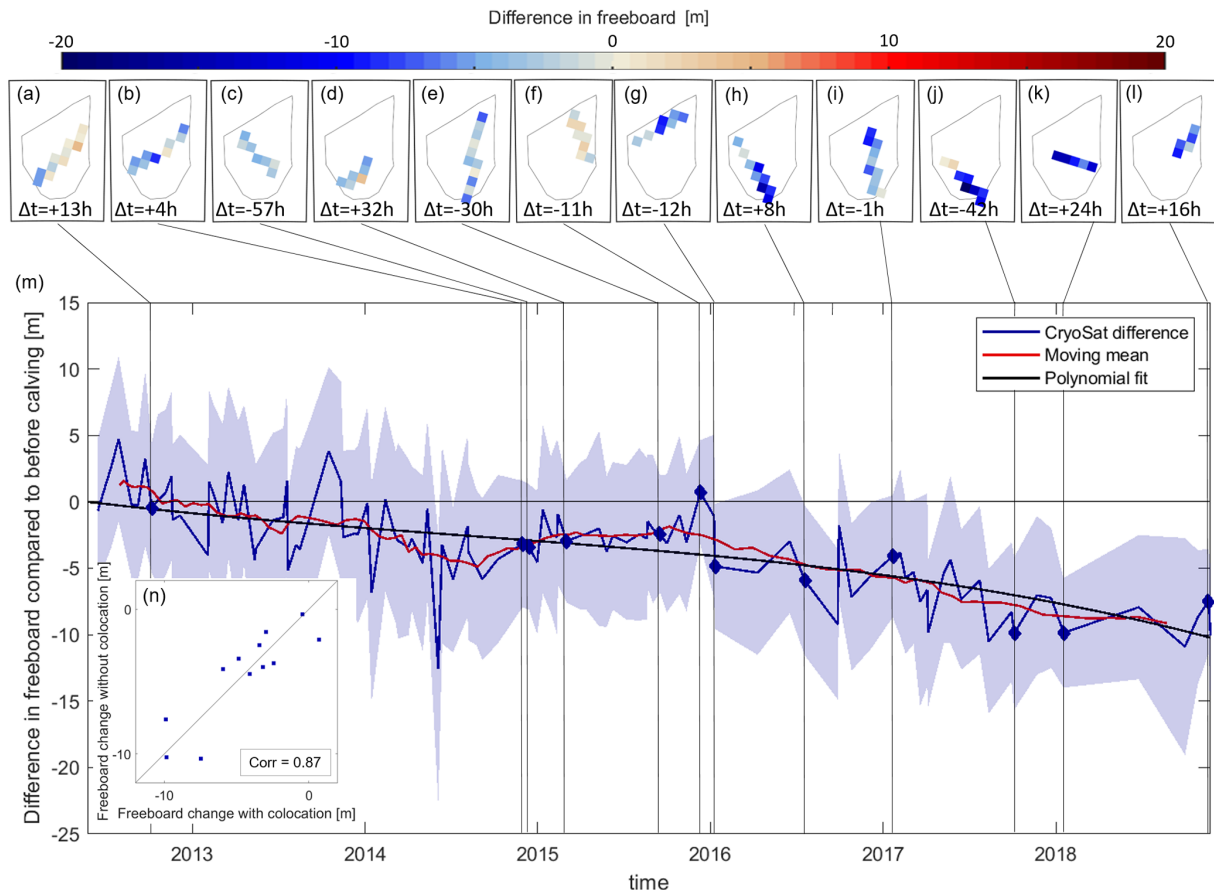 Difference in freeboard [m]
-20 -10 0 10 20
(a) (b) (c) (d) (e) (f) (g) (h) (i) (j) (k) (l)
Δt=+13h Δt=+4h Δt=-57h Δt=+32h Δt=-30h Δt=-11h Δt=-12h Δt=+8h Δt=-1h Δt=-42h Δt=+24h Δt=+16h
(m)
Difference in freeboard compared to before calving [m]
15
10
5
0
-5
-10
-15
-20
-25
CryoSat difference
Moving mean
Polynomial fit
(n)
Freeboard change without colocation [m]
0
-10
Corr = 0.87
-10 0
Freeboard change with colocation [m]
2013 2014 2015 2016 2017 2018
time